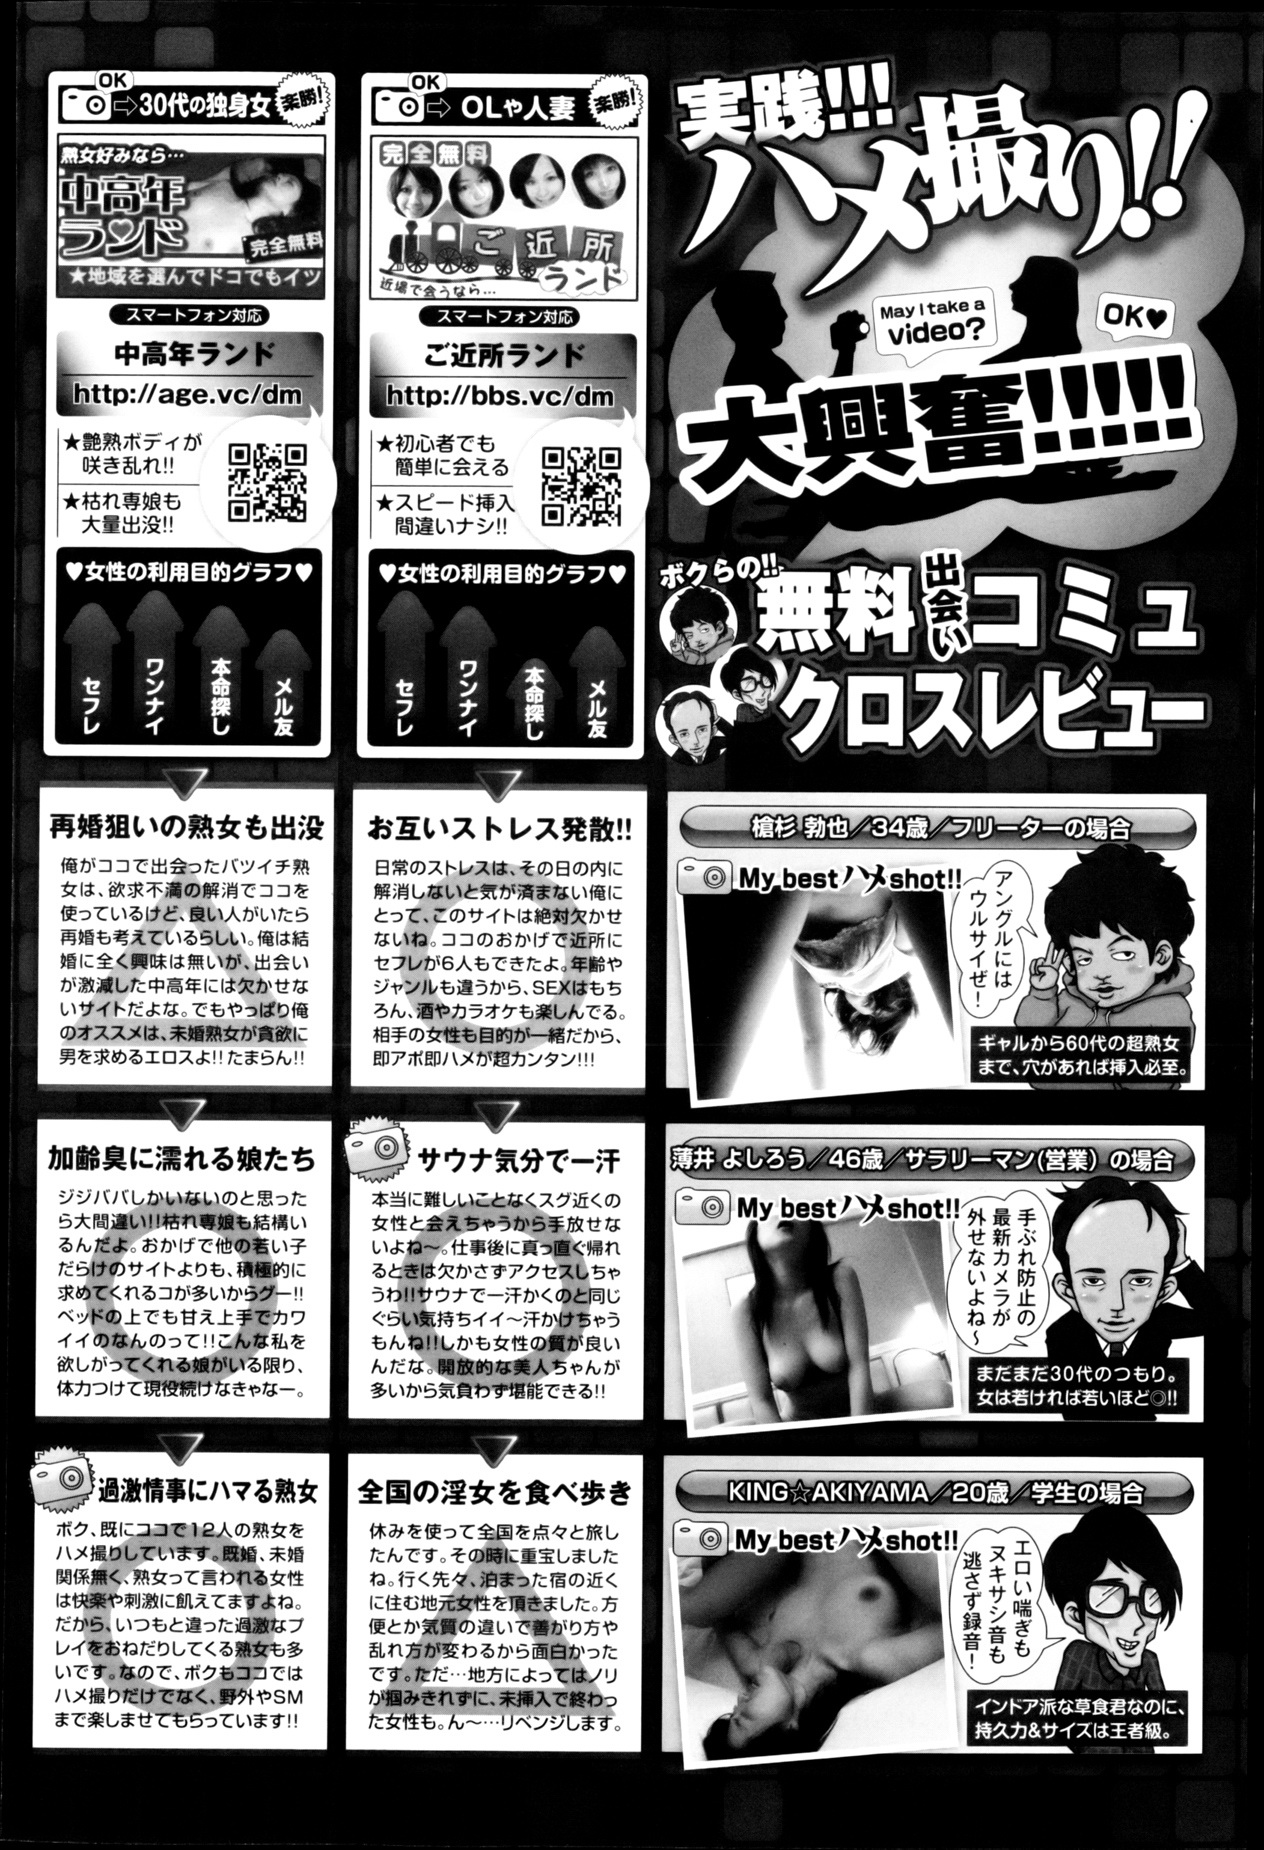 実践!!!
ハメ撮り!!
May I take a
video?
OK♥
大興奮!!!!!
ボクらの!!
無料出会いコミュ
クロスレビュー
OK
⇨OLや人妻
楽勝!
完全無料
ご近所
ランド
近場で会うなら…
スマートフォン対応
ご近所ランド
http://bbs.vc/dm
★初心者でも
簡単に会える
★スピード挿入
間違いナシ!!
♥女性の利用目的グラフ♥
セフレ
ワンナイ
本命探し
メル友
OK
⇨30代の独身女
楽勝!
熟女好みなら…
中高年
ランド
完全無料
★地域を選んでドコでもイツ
スマートフォン対応
中高年ランド
http://age.vc/dm
★艶熟ボディが
咲き乱れ!!
★枯れ専娘も
大量出没!!
♥女性の利用目的グラフ♥
セフレ
ワンナイ
本命探し
メル友
槍杉 勃也／34歳／フリーターの場合
My best ハメ shot!!
アングルには
ウルサイぜ！
ギャルから60代の超熟女
まで、穴があれば挿入必至。
お互いストレス発散!!
日常のストレスは、その日の内に
解消しないと気が済まない俺に
とって、このサイトは絶対欠かせ
ないね。ココのおかげで近所に
セフレが6人もできたよ。年齢や
ジャンルも違うから、SEXはもち
ろん、酒やカラオケも楽しんでる。
相手の女性も目的が一緒だから、
即アポ即ハメが超カンタン!!!
再婚狙いの熟女も出没
俺がココで出会ったバツイチ熟
女は、欲求不満の解消でココを
使っているけど、良い人がいたら
再婚も考えているらしい。俺は結
婚に全く興味は無いが、出会い
が激減した中高年には欠かせな
いサイトだよな。でもやっぱり俺
のオススメは、未婚熟女が貪欲に
男を求めるエロスよ!!たまらん!!
薄井 よしろう／46歳／サラリーマン(営業）の場合
My best ハメ shot!!
手ぶれ防止の
最新カメラが
外せないよね〜
まだまだ30代のつもり。
女は若ければ若いほど◎!!
サウナ気分で一汗
本当に難しいことなくスグ近くの
女性と会えちゃうから手放せな
いよね〜。仕事後に真っ直ぐ帰れ
るときは欠かさずアクセスしちゃ
うわ!!サウナで一汗かくのと同じ
ぐらい気持ちイイ〜汗かけちゃう
もんね!!しかも女性の質が良い
んだな。開放的な美人ちゃんが
多いから気負わず堪能できる!!
加齢臭に濡れる娘たち
ジジババしかいないのと思った
ら大間違い!!枯れ専娘も結構い
るんだよ。おかげで他の若い子
だらけのサイトよりも、積極的に
求めてくれるコが多いからグー!!
ベッドの上でも甘え上手でカワ
イイのなんのって!!こんな私を
欲しがってくれる娘がいる限り、
体力つけて現役続けなきゃなー。
KING☆AKIYAMA／20歳／学生の場合
My best ハメ shot!!
エロい喘ぎも
ヌキサシ音も
逃さず録音！
インドア派な草食君なのに、
持久力&サイズは王者級。
全国の淫女を食べ歩き
休みを使って全国を点々と旅し
たんです。その時に重宝しました
ね。行く先々、泊まった宿の近く
に住む地元女性を頂きました。方
便とか気質の違いで善がり方や
乱れ方が変わるから面白かった
です。ただ…地方によってはノリ
が掴みきれずに、未挿入で終わっ
た女性も。ん〜…リベンジします。
過激情事にハマる熟女
ボク、既にココで12人の熟女を
ハメ撮りしています。既婚、未婚
関係無く、熟女って言われる女性
は快楽や刺激に飢えてますよね。
だから、いつもと違った過激なプ
レイをおねだりしてくる熟女も多
いです。なので、ボクもココでは
ハメ撮りだけでなく、野外やSM
まで楽しませてもらっています!!